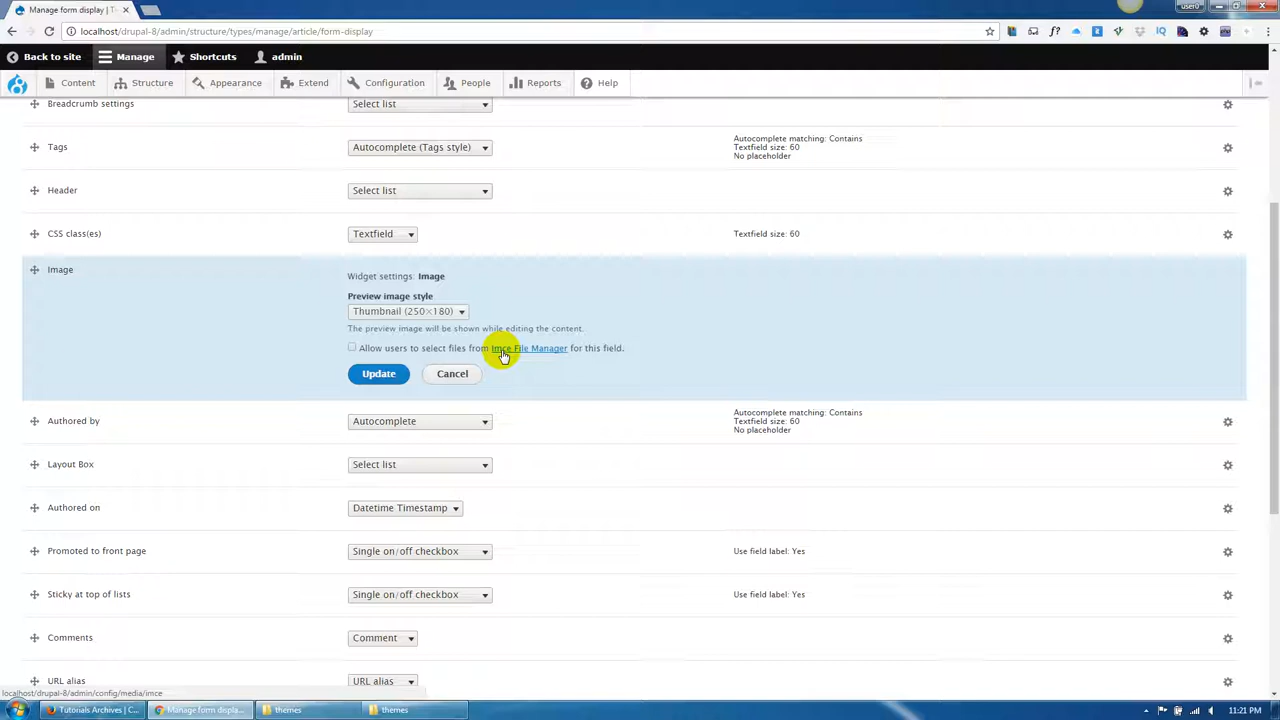 Manage form display | T
user0
localhost/drupal-8/admin/structure/types/manage/article/form-display
Back to site
Manage
Shortcuts
admin
Content
Structure
Appearance
Extend
Configuration
People
Reports
Help
Breadcrumb settings
Select list
Tags
Autocomplete (Tags style)
Autocomplete matching: Contains
Textfield size: 60
No placeholder
Header
Select list
CSS class(es)
Textfield
Textfield size: 60
Image
Widget settings: Image
Preview image style
Thumbnail (250×180)
The preview image will be shown while editing the content.
Allow users to select files from Imce File Manager for this field.
Update
Cancel
Authored by
Autocomplete
Autocomplete matching: Contains
Textfield size: 60
No placeholder
Layout Box
Select list
Authored on
Datetime Timestamp
Promoted to front page
Single on/off checkbox
Use field label: Yes
Sticky at top of lists
Single on/off checkbox
Use field label: Yes
Comments
Comment
URL alias
URL alias
localhost/drupal-8/admin/config/media/imce
Tutorials Archives | C...
Manage form displa...
themes
themes
11:21 PM